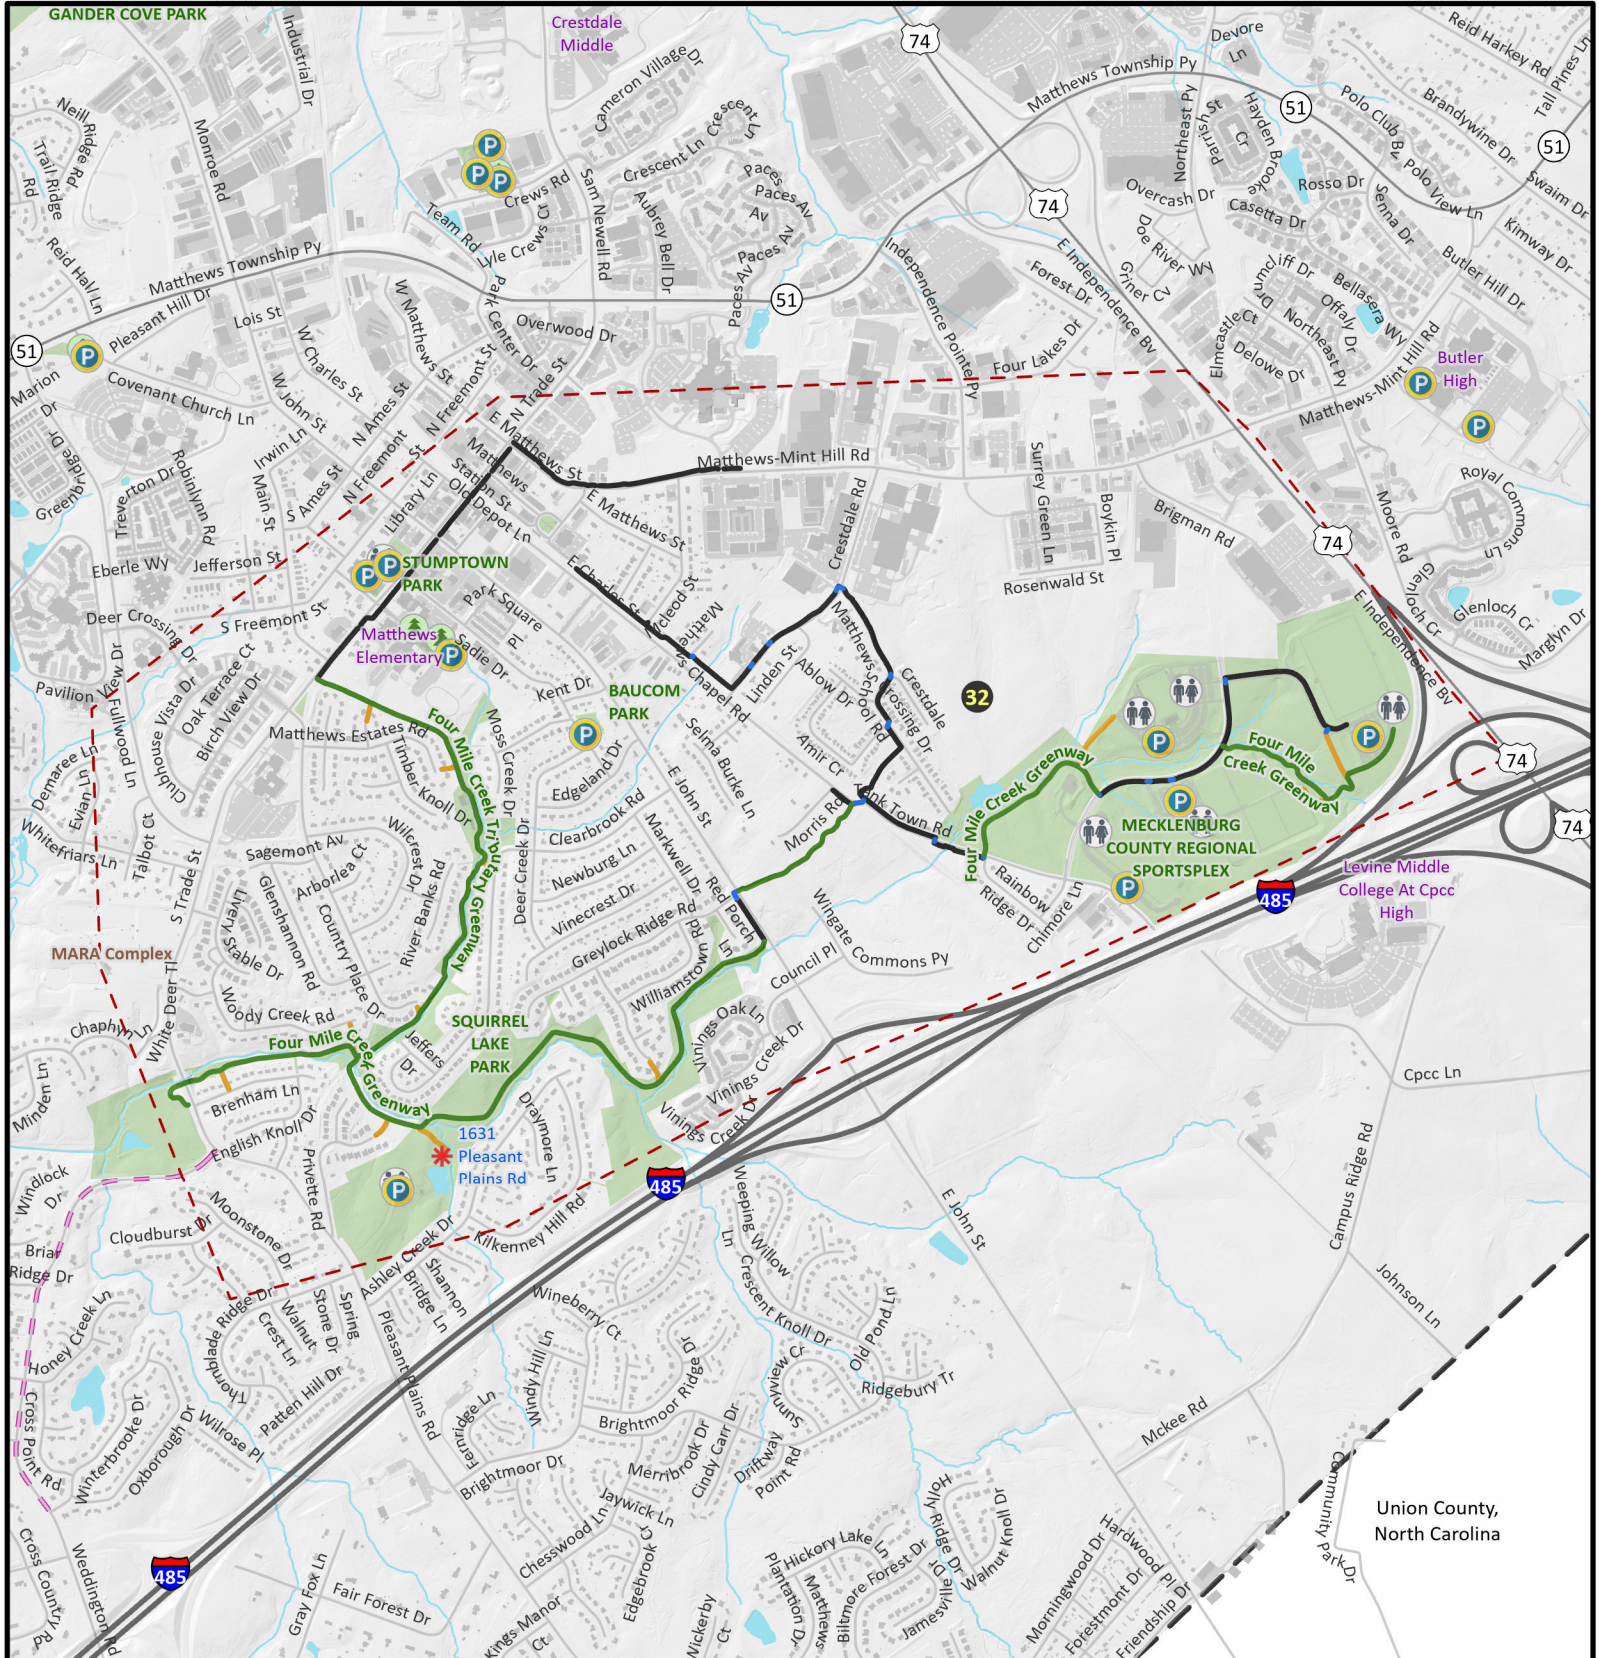 GANDER COVE PARK
Industrial Dr
Crestdale
Middle
74
Devore
Ln
Reid Harkey Rd
Tall Pines Ln
Cameron Village Dr
Matthews Township Py
51
Polo Club Bv
Brandywine Dr
51
Neill Ridge Rd
Trail Ridge
Rd
Monroe Rd
P
P
P
Crews Rd
Crescent
Ln
Crescent Ln
Northeast Py
Parrish St
Hayden Brooke
Cr
Rosso Dr
Polo View Ln
Swaim Dr
Team Rd
Lyle Crews Cr
Sam Newell Rd
Aubrey Bell Dr
Paces
Paces Av
Av
Paces Av
Paces Av
74
Overcash Dr
Casetta Dr
Senna Dr
Kimway Dr
Reid Hall Ln
Matthews Township Py
Pleasant Hill Dr
Park Center Dr
51
Independence Pointe Py
E Independence Bv
Forest Dr
Doe River Wy
Griner Cv
Drumcliff Dr
Bellasera Wy
Butler Hill Dr
Lois St
W Charles St
W Matthews St
Overwood Dr
Four Lakes Dr
Elmcastle Ct
Delowe Dr
Northeast Py
Offaly Dr
Matthews-Mint Hill Rd
Butler
High
P
P
51
P
Marion
Dr
Covenant Church Ln
W John St
N Ames St
N Freemont St
N Trade St
Greenbridge Dr
Treverton Dr
Robinlynn Rd
Irwin Ln
Main St
S Ames St
N Freemont
St
Library Ln
E Matthews St
Matthews
Station St
Old Depot Ln
E Matthews St
Matthews-Mint Hill Rd
Crestdale Rd
Surrey Green Ln
Boykin Pl
Brigman Rd
Moore Rd
Royal Commons Ln
Eberle Wy
Jefferson St
P
P
STUMPTOWN
PARK
Park Square
Pl
E Charles St
Mcleod St
Rosenwald St
74
E Independence Bv
Glenloch Cr
Glenloch Cr
Marglyn Dr
Deer Crossing Dr
S Freemont St
Matthews
Elementary
P
Sadie Dr
Kent Dr
BAUCOM
PARK
P
Matthews Chapel Rd
Linden St
Ablow Dr
Matthews School Rd
Crestdale
Crossing Dr
32
P
P
Pavilion View Dr
Fullwood Ln
Clubhouse Vista Dr
Oak Terrace Ct
Birch View Dr
Matthews Estates Rd
Timber Knoll Dr
Four Mile Creek Tributary Greenway
Moss Creek Dr
Edgeland Dr
Selma Burke Ln
E John St
Amir Cr
Morris Rd
Tank Town Rd
Four Mile Creek Greenway
Four Mile
Creek Greenway
74
74
Demaree Ln
Evian Ln
Whitefriars Ln
Talbot Ct
S Trade St
Sagemont Av
Arborlea Ct
Wilcrest
Cr
Dr
River Banks Rd
Deer Creek Dr
Clearbrook Rd
Newburg Ln
Vinecrest Dr
Markwell Dr
Red Porch
Ln
Greylock Ridge Rd
Williamstown Rd
P
MECKLENBURG
COUNTY REGIONAL
SPORTSPLEX
P
Rainbow
Ridge Dr
Chimore Ln
Wingate
Commons Py
Council Pl
485
Levine Middle
College At Cpcc
High
Livery Stable Dr
Glenshannon Rd
Country Place Dr
MARA Complex
White Deer Tl
Woody Creek Rd
Chaphyn Ln
Minden Ln
Four Mile Creek Greenway
Jeffers
Dr
SQUIRREL
LAKE
PARK
Vinings Oak Ln
Vinings Creek Dr
Vinings
Creek Dr
Cpcc Ln
Brenham Ln
English Knoll Dr
Privette Rd
1631
Pleasant
Plains Rd
P
Draymore Ln
485
Windlock
Dr
Cloudburst Dr
Moonstone Dr
Briar
Ridge Dr
Ashley Creek Dr
Kilkenney Hill Rd
Weeping Willow
Ln
E John St
Campus Ridge Rd
Johnson Ln
Honey Creek Ln
Thornblade Ridge Dr
Walnut
Crest Ln
Spring
Stone Dr
Shannon
Bridge Ln
Pleasant Plains Rd
Wineberry Ct
Windy Hill Ln
Crescent Knoll Dr
Old Pond Ln
Ridgebury Tr
Sunnyview Cr
Cross Point Rd
Winterbrooke Dr
Oxborough Dr
Wilrose Pl
Patten Hill Dr
Fernridge Ln
Brightmoor Ridge Dr
Brightmoor Dr
Merribrook Dr
Cindy Carr Dr
Driftway
Point Rd
Mckee Rd
Community Park Dr
Union County,
North Carolina
Jaywick Ln
Chesswood Ln
Edgebrook Cr
Holly Ridge Dr
Walnut Knoll Dr
Hickory Lake Ln
Plantation Dr
Matthews
Biltmore Forest Dr
Jamesville Dr
Morningwood Dr
Hardwood Pl
Forestmont Dr
Friendship Dr
Cross Country Rd
Weddington Rd
485
Gray Fox Ln
Fair Forest Dr
Kings Manor
Ct
Wickerby
Ct